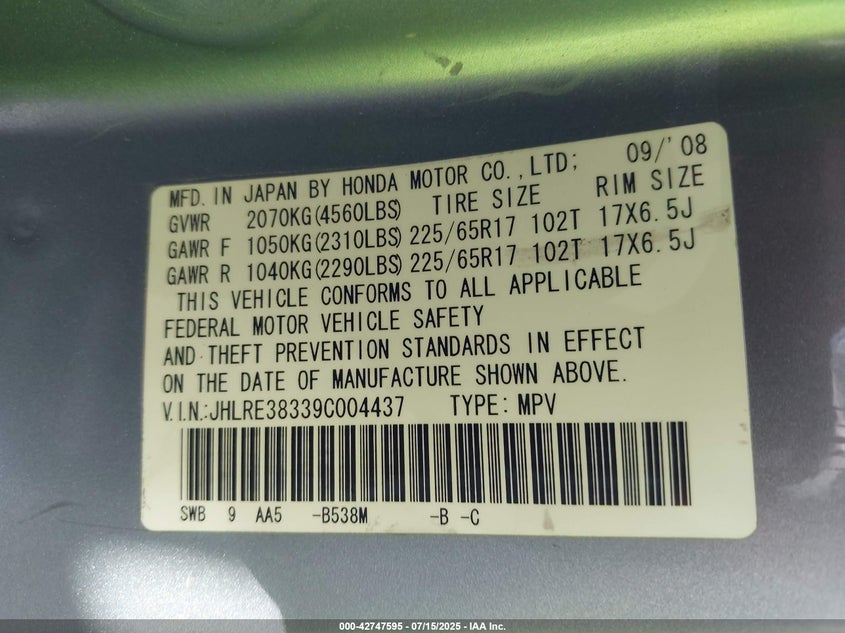 MFD. IN JAPAN BY HONDA MOTOR CO., LTD; 09/'08
GVWR 2070KG(4560LBS) TIRE SIZE RIM SIZE
GAWR F 1050KG(2310LBS) 225/65R17 102T 17X6.5J
GAWR R 1040KG(2290LBS) 225/65R17 102T 17X6.5J
THIS VEHICLE CONFORMS TO ALL APPLICABLE
FEDERAL MOTOR VEHICLE SAFETY
AND THEFT PREVENTION STANDARDS IN EFFECT
ON THE DATE OF MANUFACTURE SHOWN ABOVE.
V.I.N.:JHLRE38339C004437 TYPE: MPV
SWB 9 AA5 -B538M -B -C
000-42747595 - 07/15/2025 - IAA Inc.